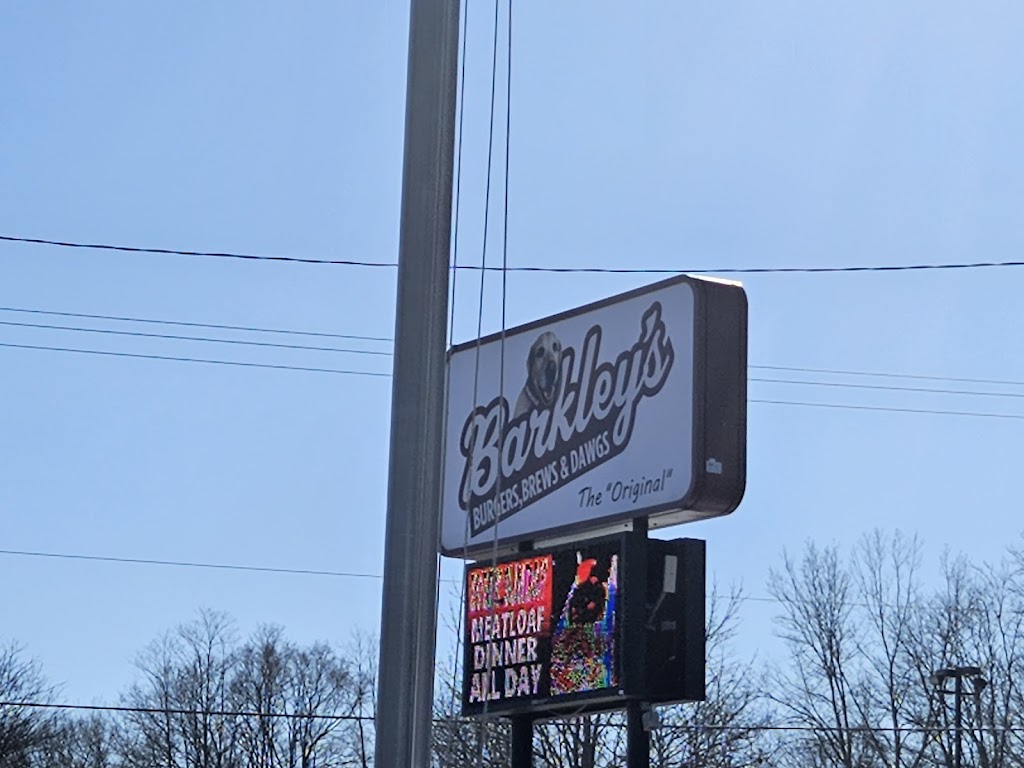 Barkley's
BURGERS, BREWS & DAWGS
The "Original"
MEATLOAF
DINNER
ALL DAY